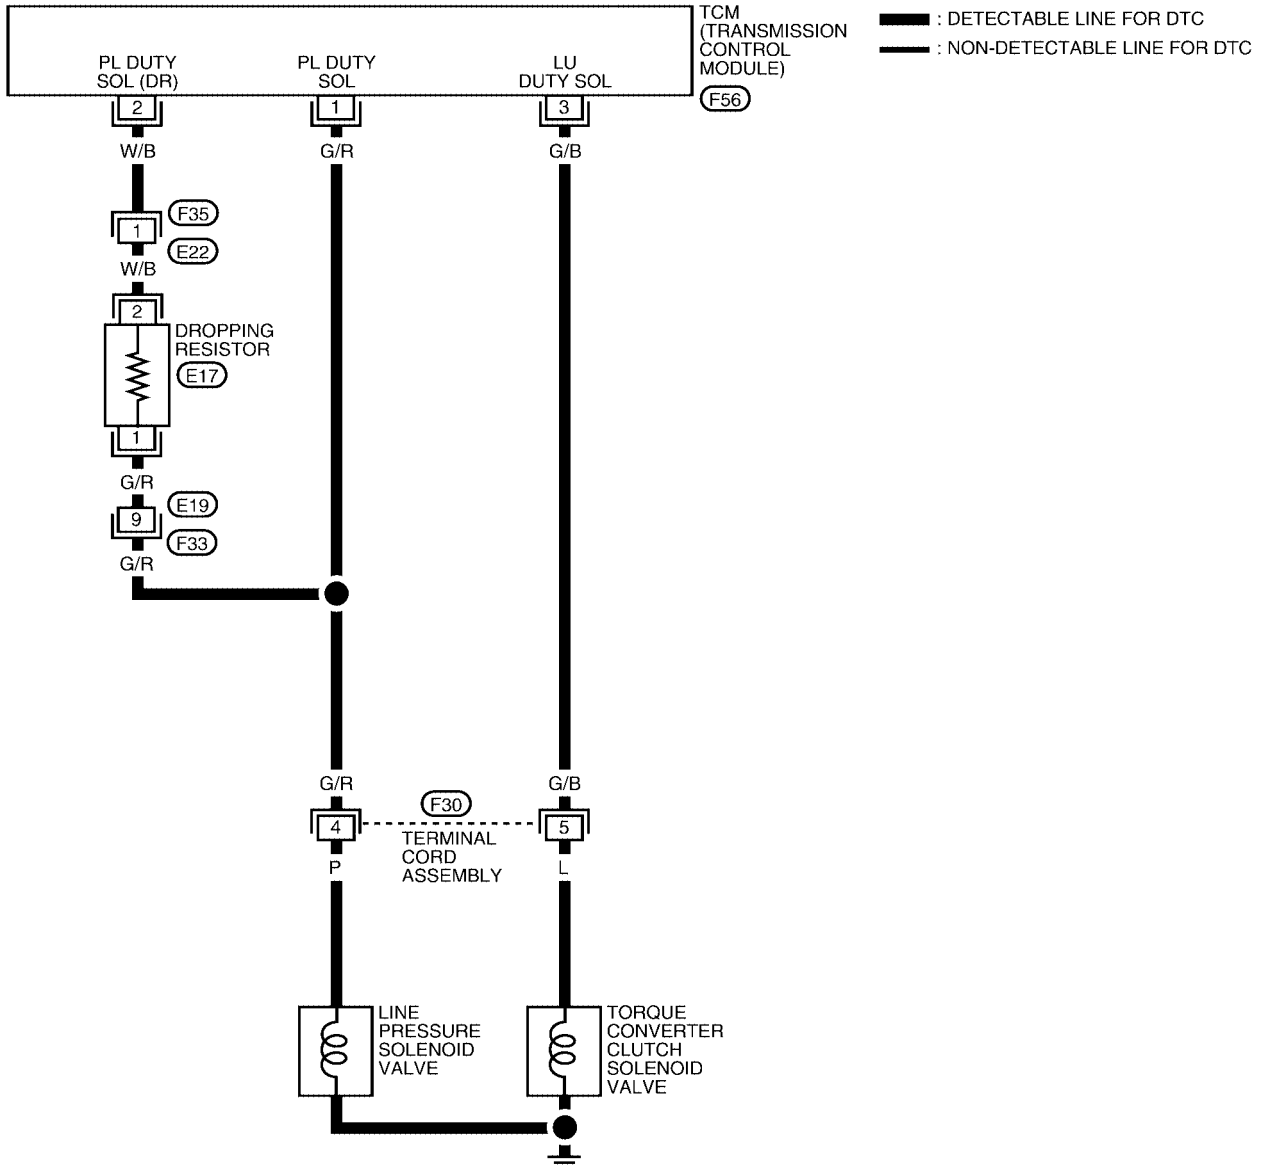 TCM
(TRANSMISSION
CONTROL
MODULE)
F56
: DETECTABLE LINE FOR DTC
: NON-DETECTABLE LINE FOR DTC
PL DUTY
SOL (DR)
PL DUTY
SOL
LU
DUTY SOL
2
1
3
W/B
G/R
G/B
F35
1
E22
W/B
2
DROPPING
RESISTOR
E17
1
G/R
E19
9
F33
G/R
G/R
G/B
F30
4
5
TERMINAL
CORD
ASSEMBLY
P
L
LINE
PRESSURE
SOLENOID
VALVE
TORQUE
CONVERTER
CLUTCH
SOLENOID
VALVE